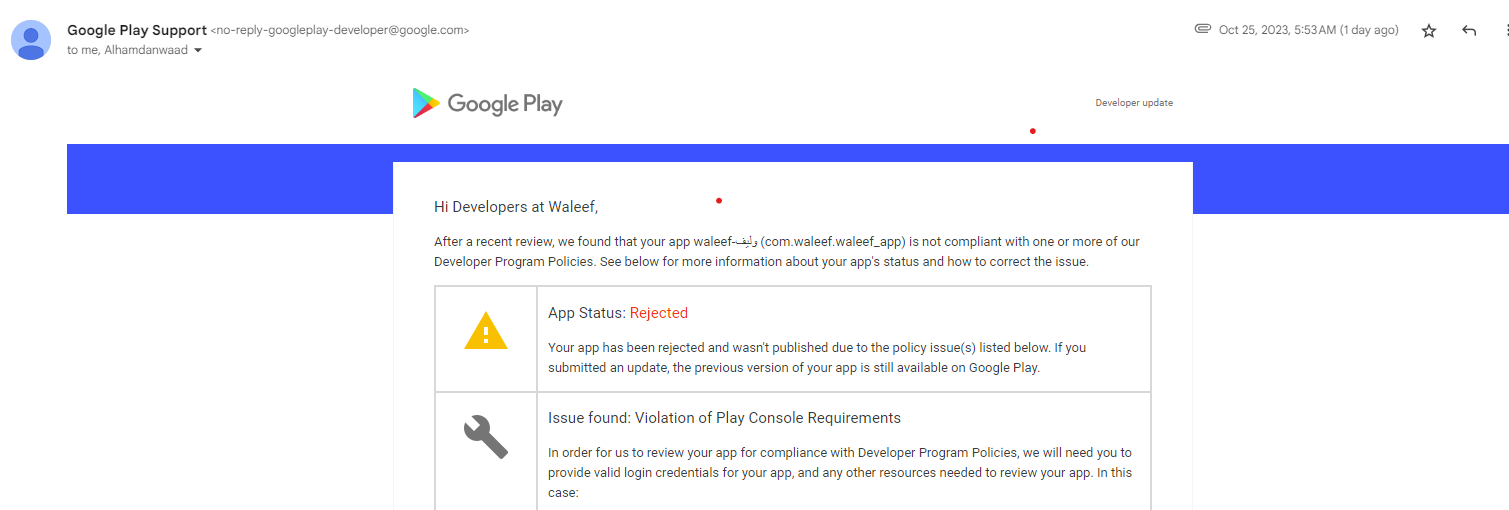 Google Play Support <no-reply-googleplay-developer@google.com>
Oct 25, 2023, 5:53 AM (1 day ago)
to me, Alhamdanwaad
Google Play
Developer update
Hi Developers at Waleef,
After a recent review, we found that your app waleef-وليف (com.waleef.waleef_app) is not compliant with one or more of our
Developer Program Policies. See below for more information about your app's status and how to correct the issue.
App Status: Rejected
Your app has been rejected and wasn't published due to the policy issue(s) listed below. If you
submitted an update, the previous version of your app is still available on Google Play.
Issue found: Violation of Play Console Requirements
In order for us to review your app for compliance with Developer Program Policies, we will need you to
provide valid login credentials for your app, and any other resources needed to review your app. In this
case: